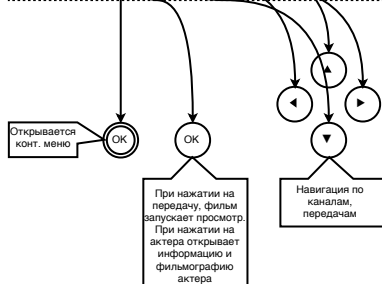 Открывается
конт. меню
OK
OK
При нажатии на
передачу, фильм
запускает просмотр.
При нажатии на
актера открывает
информацию и
фильмографию
актера
Навигация по
каналам,
передачам